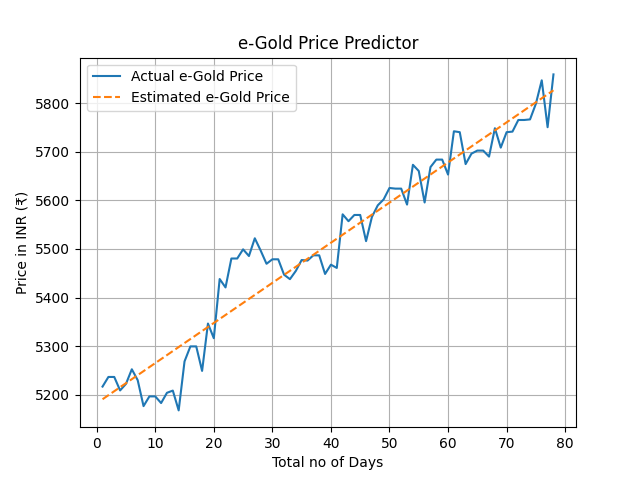 e-Gold Price Predictor
Actual e-Gold Price
Estimated e-Gold Price
Price in INR (₹)
5800
5700
5600
5500
5400
5300
5200
0 10 20 30 40 50 60 70 80
Total no of Days